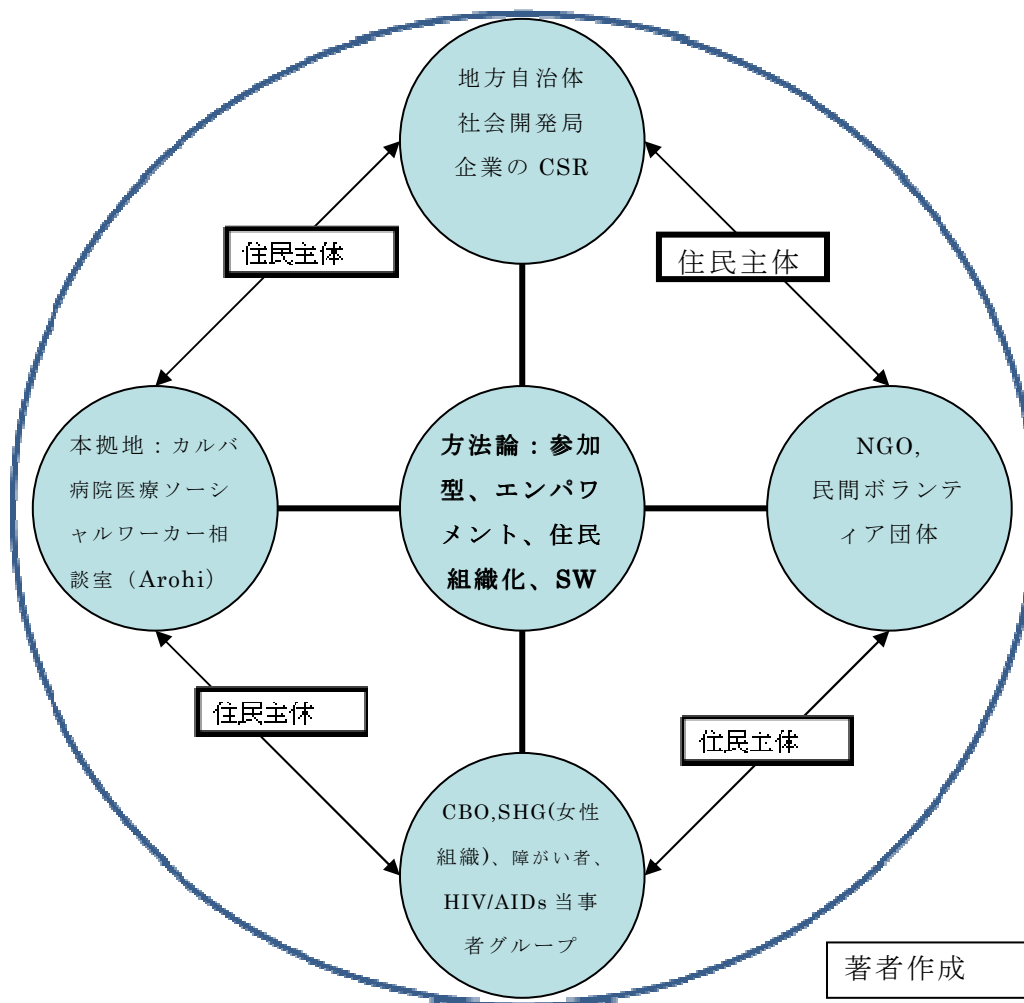 地方自治体
社会開発局
企業の CSR
住民主体
住民主体
本拠地：カルバ
病院医療ソーシ
ャルワーカー相
談室（Arohi）
方法論：参加
型、エンパワ
メント、住民
組織化、SW
NGO,
民間ボランテ
ィア団体
住民主体
住民主体
CBO,SHG(女性
組織)、障がい者、
HIV/AIDs 当事
者グループ
著者作成